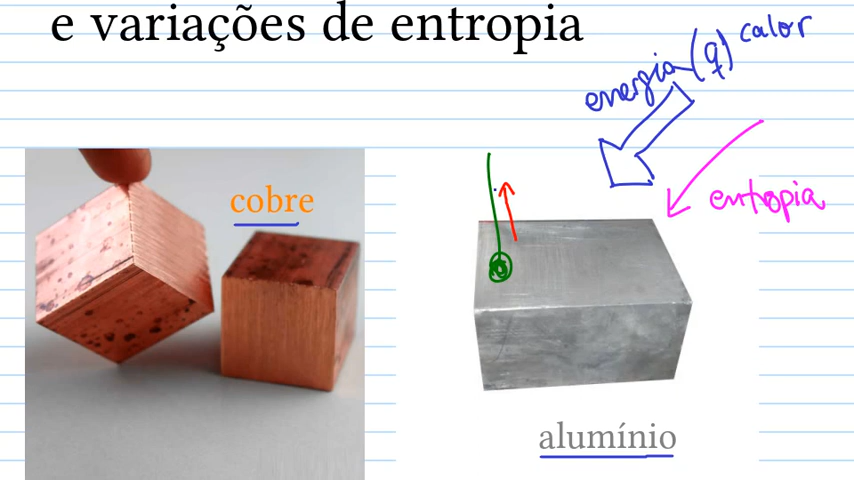 e variações de entropia
energia (q) calor
cobre
entropia
alumínio